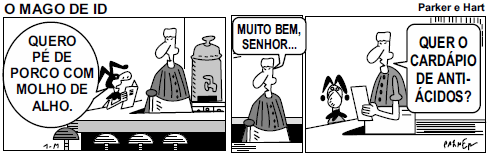 O MAGO DE ID
Parker e Hart
QUERO
PÉ DE
PORCO COM
MOLHO DE
ALHO.
MUITO BEM,
SENHOR...
QUER O
CARDÁPIO
DE ANTI-
ÁCIDOS?
PARKER